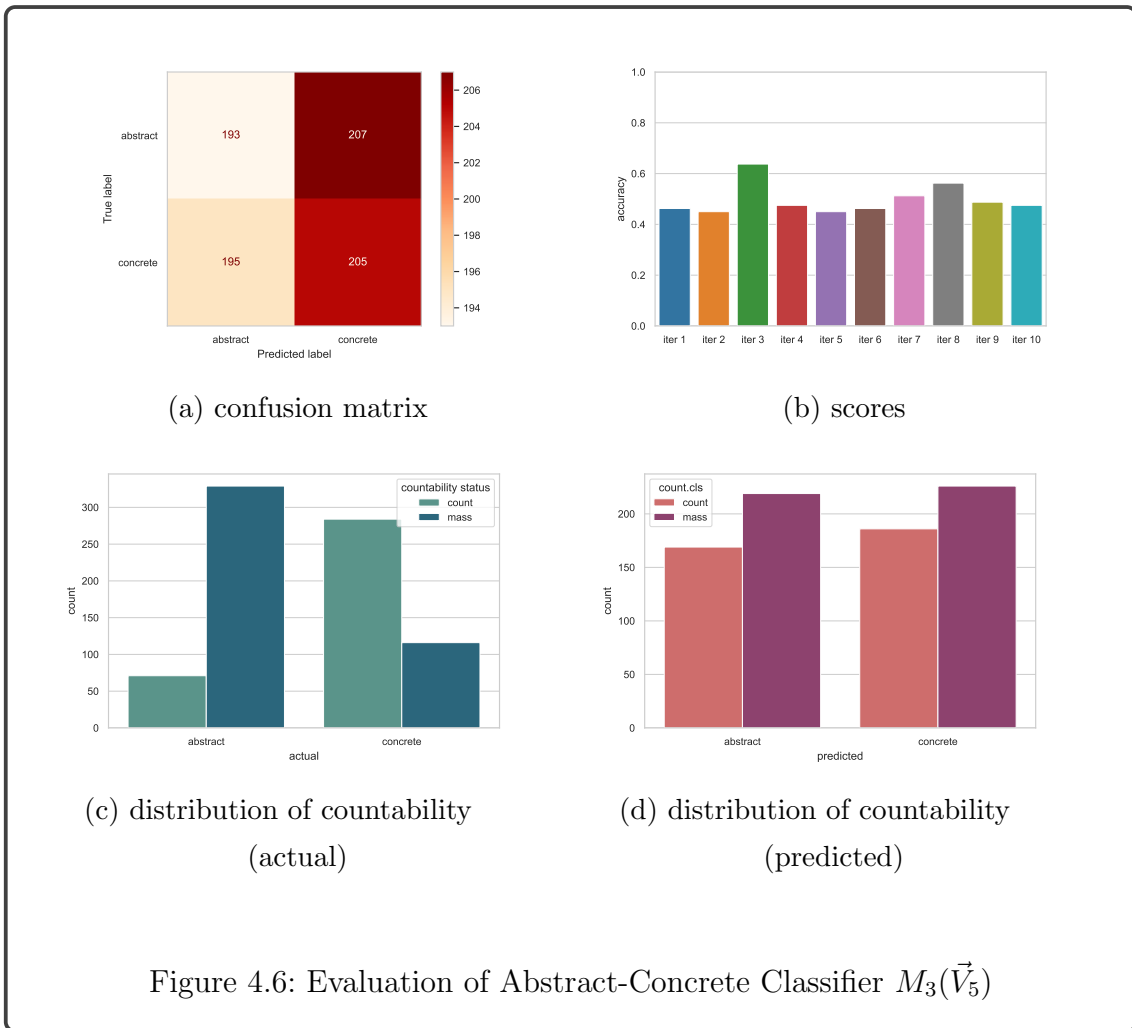 abstract
concrete
True label
193
207
195
205
abstract
concrete
Predicted label
206
204
202
200
198
196
194
(a) confusion matrix
1.0
0.8
0.6
0.4
0.2
0.0
accuracy
iter 1
iter 2
iter 3
iter 4
iter 5
iter 6
iter 7
iter 8
iter 9
iter 10
(b) scores
300
250
200
150
100
50
0
count
countability status
count
mass
abstract
concrete
actual
(c) distribution of countability
(actual)
200
150
100
50
0
count
count.cls
count
mass
abstract
concrete
predicted
(d) distribution of countability
(predicted)
Figure 4.6: Evaluation of Abstract-Concrete Classifier $M_3(\vec{V}_5)$